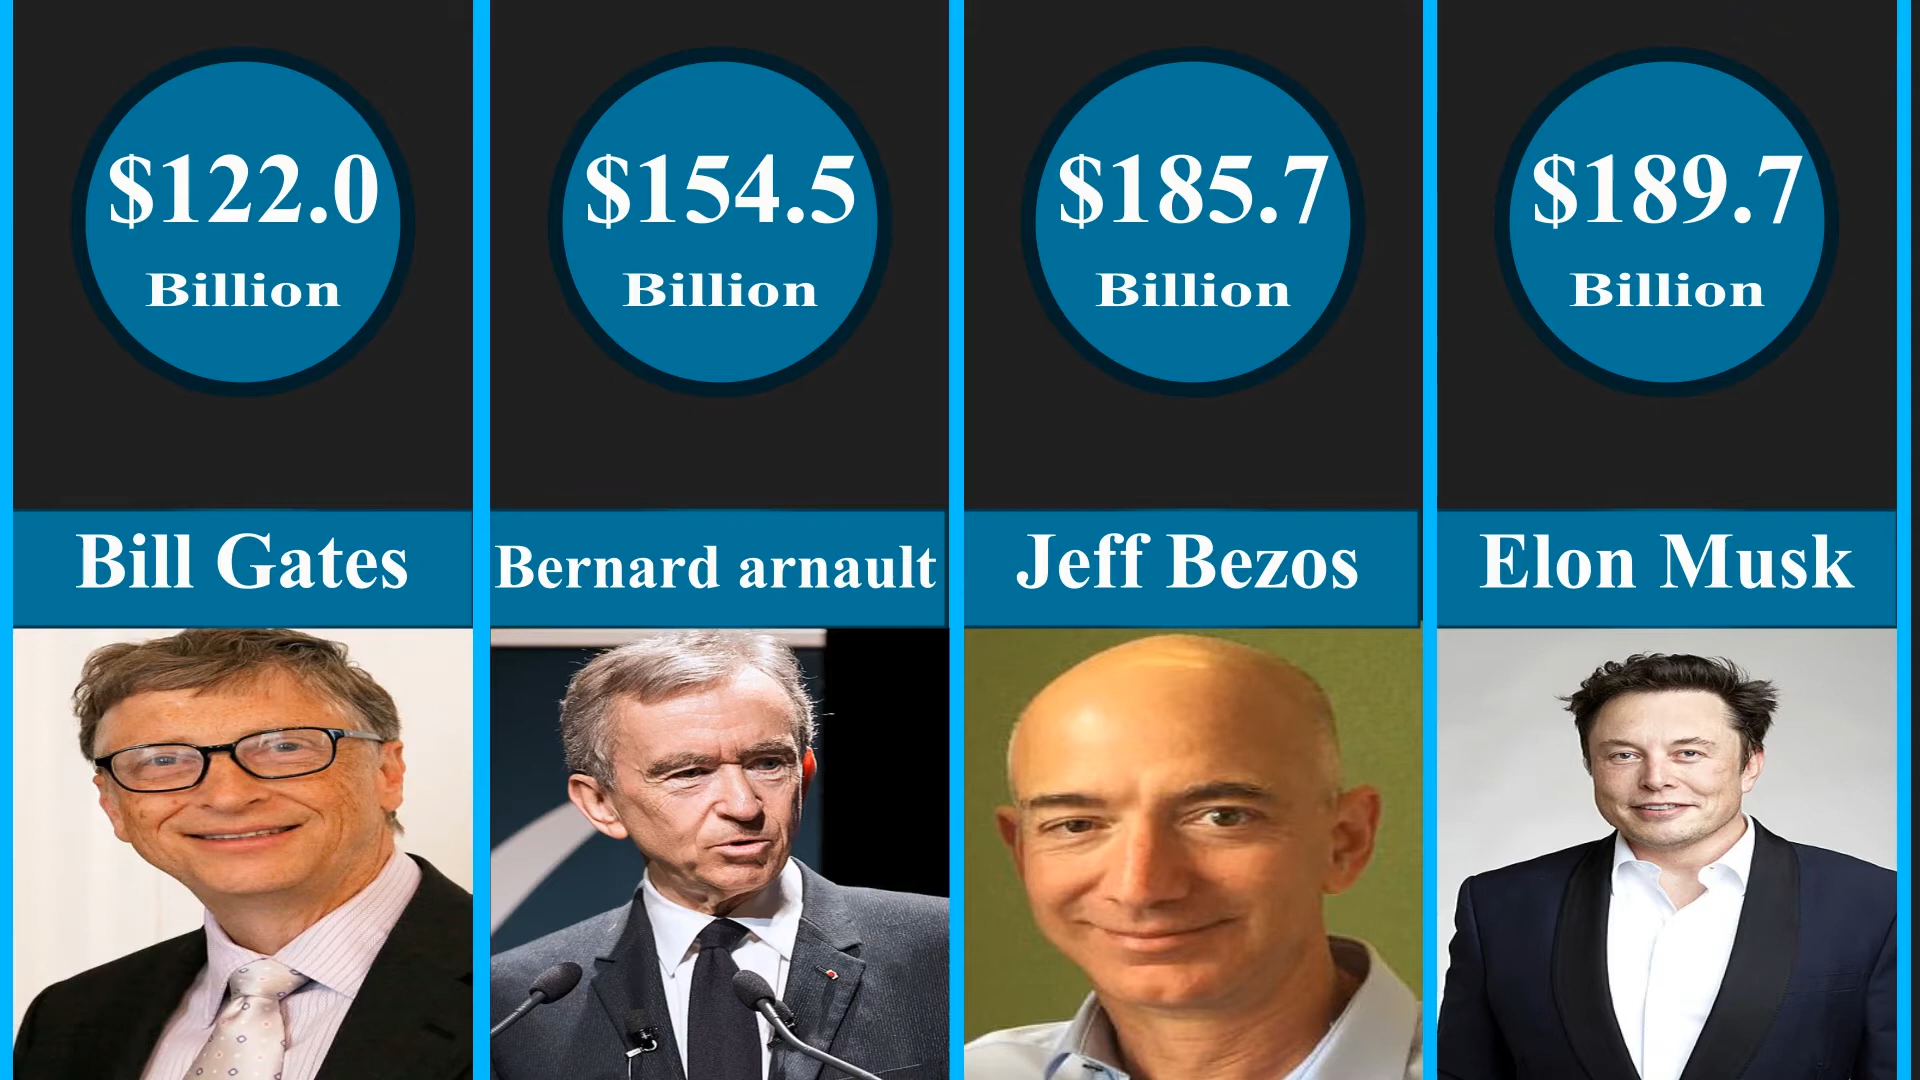 $122.0
Billion
Bill Gates
$154.5
Billion
Bernard arnault
$185.7
Billion
Jeff Bezos
$189.7
Billion
Elon Musk